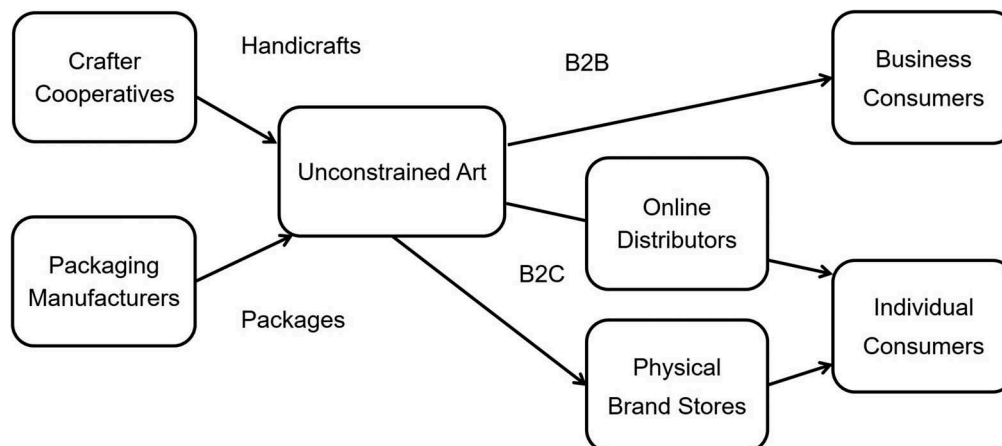 Crafter
Cooperatives
Handicrafts
B2B
Business
Consumers
Unconstrained Art
Online
Distributors
Packaging
Manufacturers
B2C
Packages
Individual
Consumers
Physical
Brand Stores